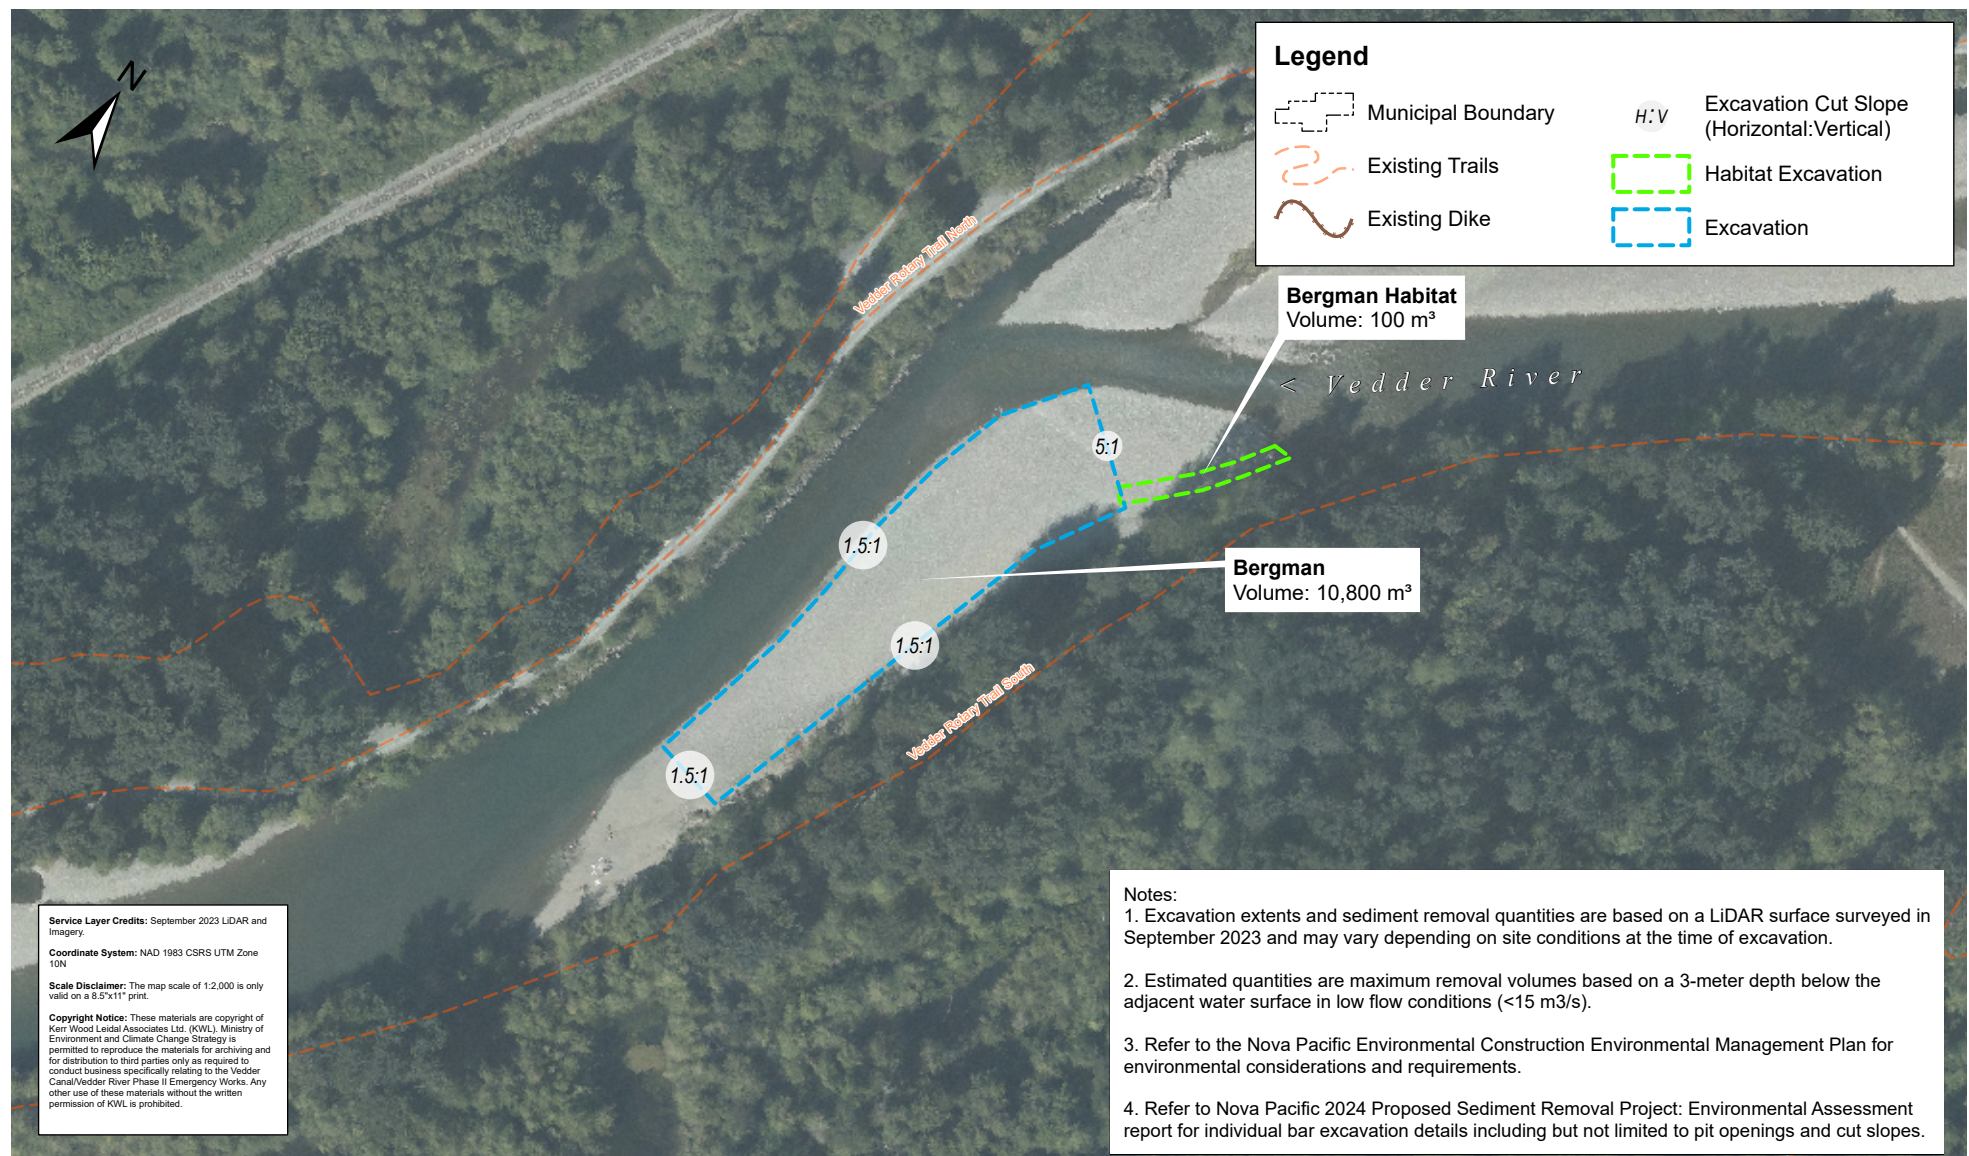 N
Legend
Municipal Boundary
Existing Trails
Existing Dike
H:V
Excavation Cut Slope
(Horizontal:Vertical)
Habitat Excavation
Excavation
Vedder Rotary Trail North
Bergman Habitat
Volume: 100 m³
< Vedder River
5:1
1.5:1
Bergman
Volume: 10,800 m³
1.5:1
Vedder Rotary Trail South
1.5:1
Service Layer Credits: September 2023 LiDAR and
Imagery.
Coordinate System: NAD 1983 CSRS UTM Zone
10N
Scale Disclaimer: The map scale of 1:2,000 is only
valid on a 8.5"x11" print.
Copyright Notice: These materials are copyright of
Kerr Wood Leidal Associates Ltd. (KWL). Ministry of
Environment and Climate Change Strategy is
permitted to reproduce the materials for archiving and
for distribution to third parties only as required to
conduct business specifically relating to the Vedder
Canal/Vedder River Phase II Emergency Works. Any
other use of these materials without the written
permission of KWL is prohibited.
Notes:
1. Excavation extents and sediment removal quantities are based on a LiDAR surface surveyed in
September 2023 and may vary depending on site conditions at the time of excavation.
2. Estimated quantities are maximum removal volumes based on a 3-meter depth below the
adjacent water surface in low flow conditions (<15 m3/s).
3. Refer to the Nova Pacific Environmental Construction Environmental Management Plan for
environmental considerations and requirements.
4. Refer to Nova Pacific 2024 Proposed Sediment Removal Project: Environmental Assessment
report for individual bar excavation details including but not limited to pit openings and cut slopes.